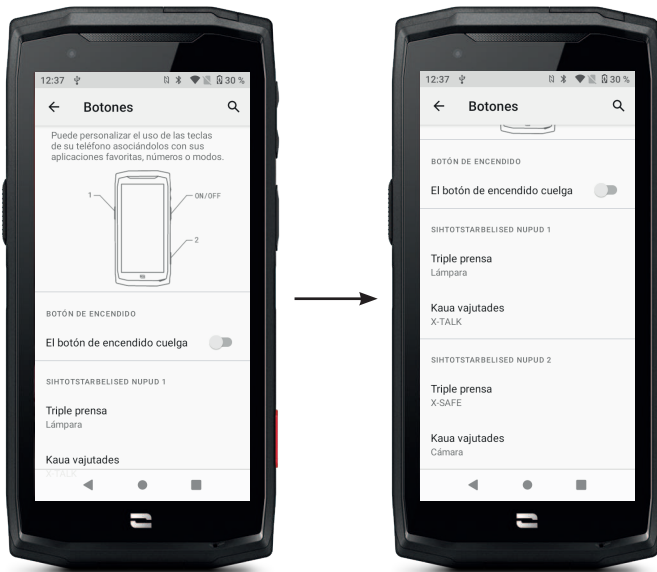 12:37 30 %
Botones
Puede personalizar el uso de las teclas
de su teléfono asociándolos con sus
aplicaciones favoritas, números o modos.
1 ON/OFF
2
BOTÓN DE ENCENDIDO
El botón de encendido cuelga
SIHTOTSTARBELISED NUPUD 1
Triple prensa
Lámpara
Kaua vajutades
X-TALK
12:37 30 %
Botones
BOTÓN DE ENCENDIDO
El botón de encendido cuelga
SIHTOTSTARBELISED NUPUD 1
Triple prensa
Lámpara
Kaua vajutades
X-TALK
SIHTOTSTARBELISED NUPUD 2
Triple prensa
X-SAFE
Kaua vajutades
Cámara